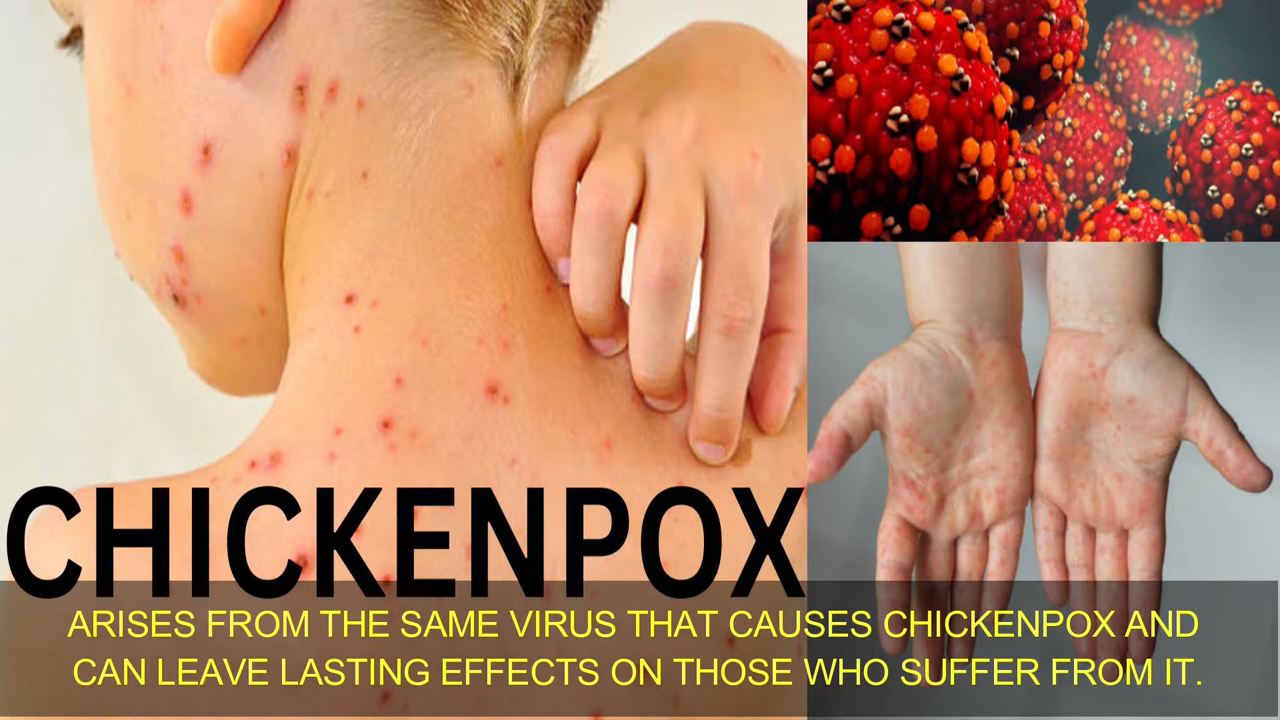 CHICKENPOX
ARISES FROM THE SAME VIRUS THAT CAUSES CHICKENPOX AND
CAN LEAVE LASTING EFFECTS ON THOSE WHO SUFFER FROM IT.